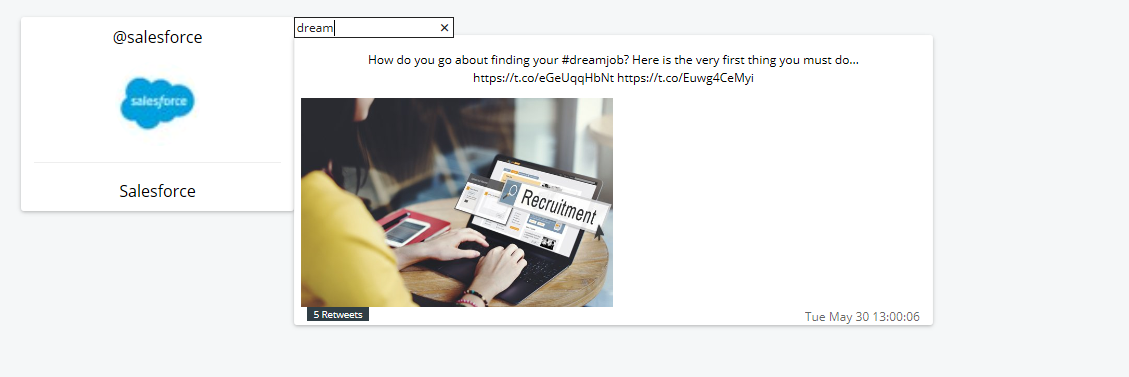 @salesforce
salesforce
Salesforce
dream ✕
How do you go about finding your #dreamjob? Here is the very first thing you must do…
https://t.co/eGeUqqHbNt https://t.co/Euwg4CeMyi
Recruitment
5 Retweets
Tue May 30 13:00:06